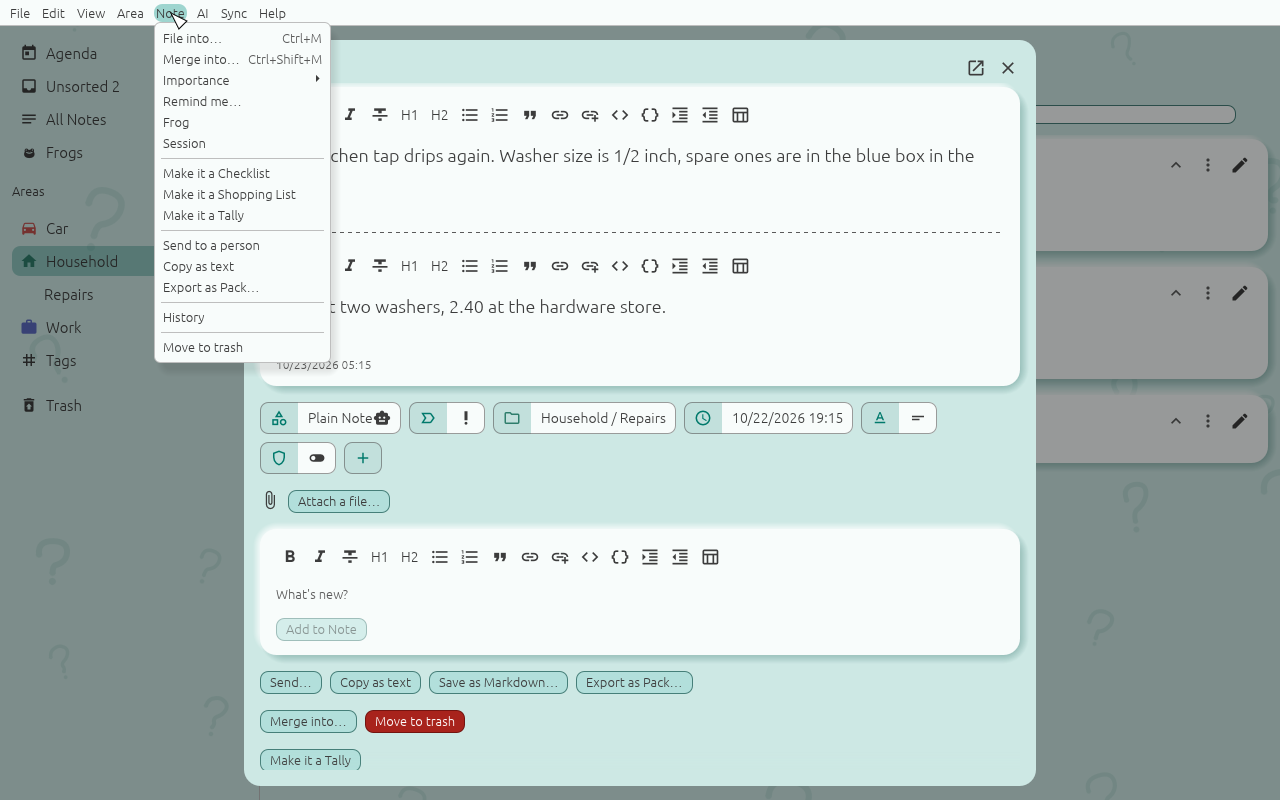 File Edit View Area Note AI Sync Help
Agenda
Unsorted 2
All Notes
Frogs
Areas
Car
Household
Repairs
Work
Tags
Trash
File into… Ctrl+M
Merge into… Ctrl+Shift+M
Importance
Remind me…
Frog
Session
Make it a Checklist
Make it a Shopping List
Make it a Tally
Send to a person
Copy as text
Export as Pack…
History
Move to trash
H1 H2
tap drips again. Washer size is 1/2 inch, spare ones are in the blue box in the
H1 H2
two washers, 2.40 at the hardware store.
10/23/2026 05:15
Plain Note Household / Repairs 10/22/2026 19:15
Attach a file…
B I H1 H2
What's new?
Add to Note
Send… Copy as text Save as Markdown… Export as Pack…
Merge into… Move to trash
Make it a Tally